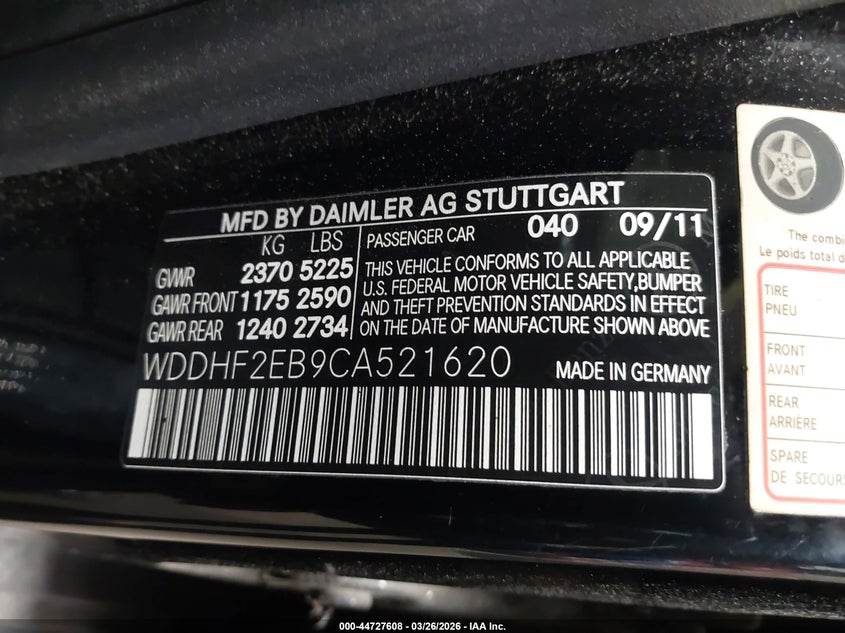 MFD BY DAIMLER AG STUTTGART
KG LBS
GVWR 2370 5225
GAWR FRONT 1175 2590
GAWR REAR 1240 2734
PASSENGER CAR 040 09/11
THIS VEHICLE CONFORMS TO ALL APPLICABLE
U.S. FEDERAL MOTOR VEHICLE SAFETY,BUMPER
AND THEFT PREVENTION STANDARDS IN EFFECT
ON THE DATE OF MANUFACTURE SHOWN ABOVE
WDDHF2EB9CA521620 MADE IN GERMANY
The combi
Le poids total d
TIRE
PNEU
FRONT
AVANT
REAR
ARRIÈRE
SPARE
DE SECOURS
000-44727608 - 03/26/2026 - IAA Inc.